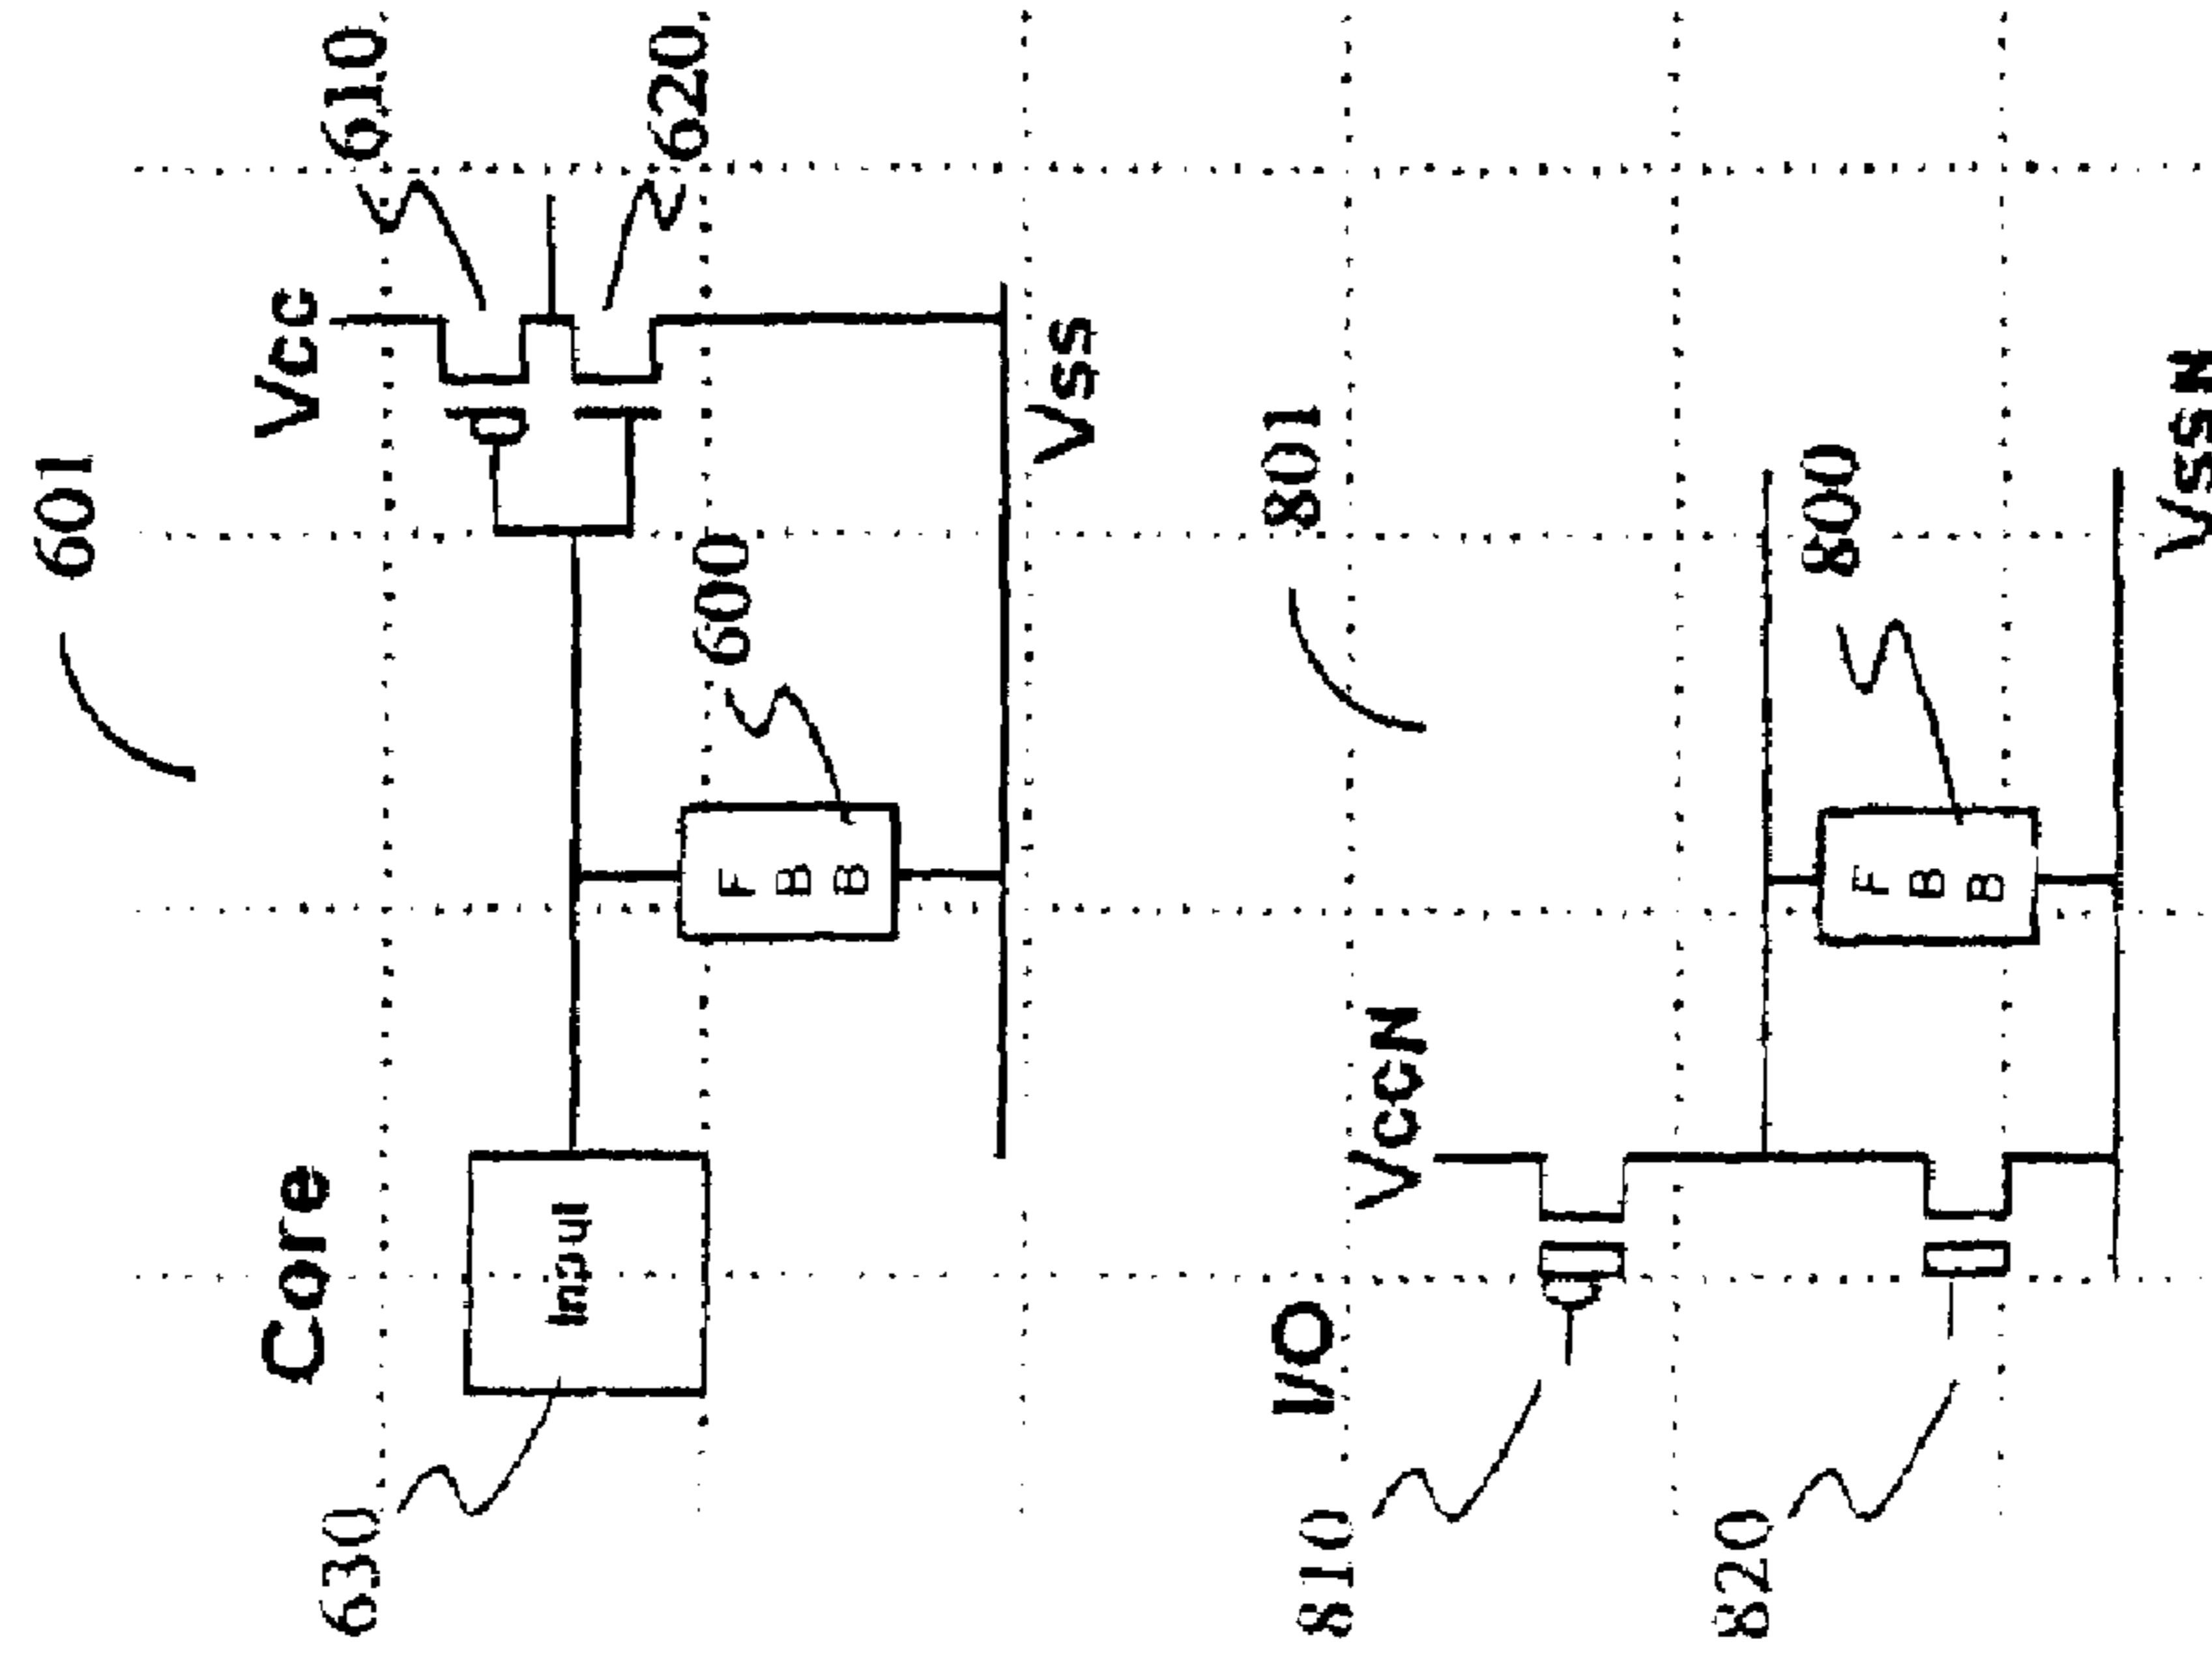 601
Core
Vcc
610
620
630
Input
F
B
B
600
Vss
801
I/O
VccN
810
820
F
B
B
800
VssN